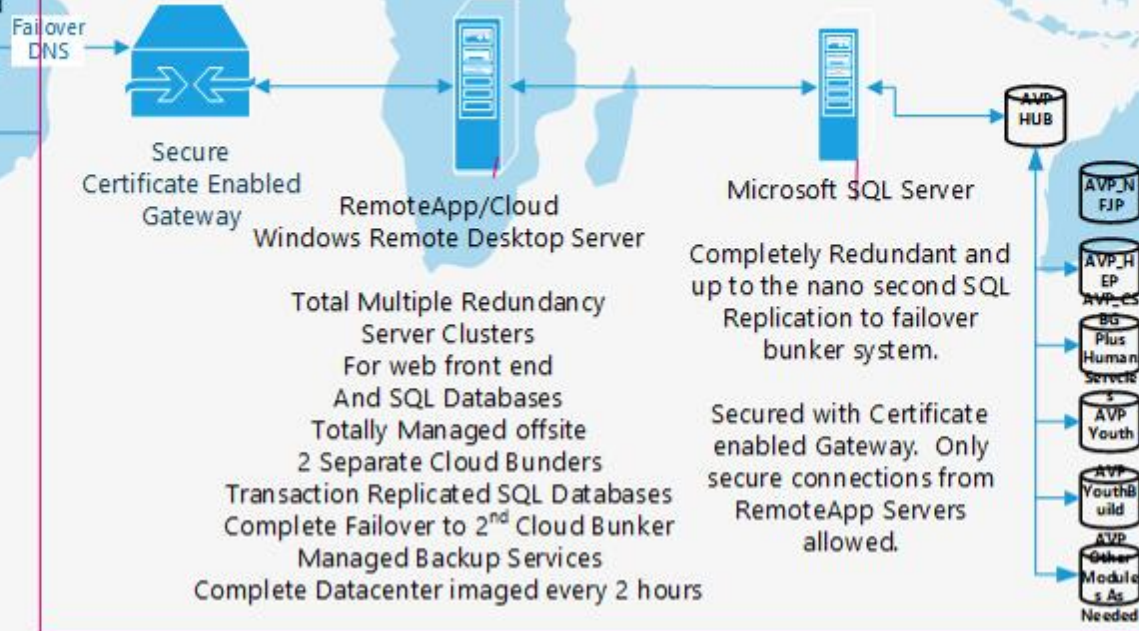 Failover
DNS
Secure
Certificate Enabled
Gateway
RemoteApp/Cloud
Windows Remote Desktop Server
Total Multiple Redundancy
Server Clusters
For web front end
And SQL Databases
Totally Managed offsite
2 Separate Cloud Bunders
Transaction Replicated SQL Databases
Complete Failover to 2nd Cloud Bunker
Managed Backup Services
Complete Datacenter imaged every 2 hours
Microsoft SQL Server
Completely Redundant and
up to the nano second SQL
Replication to failover
bunker system.
Secured with Certificate
enabled Gateway. Only
secure connections from
RemoteApp Servers
allowed.
AVP
HUB
AVP_N
FJP
AVP_H
EP
AVP_CS
BG
Plus
Human
Servcie
s
AVP
Youth
AVP
YouthB
uild
AVP
Other
Module
s As
Needed